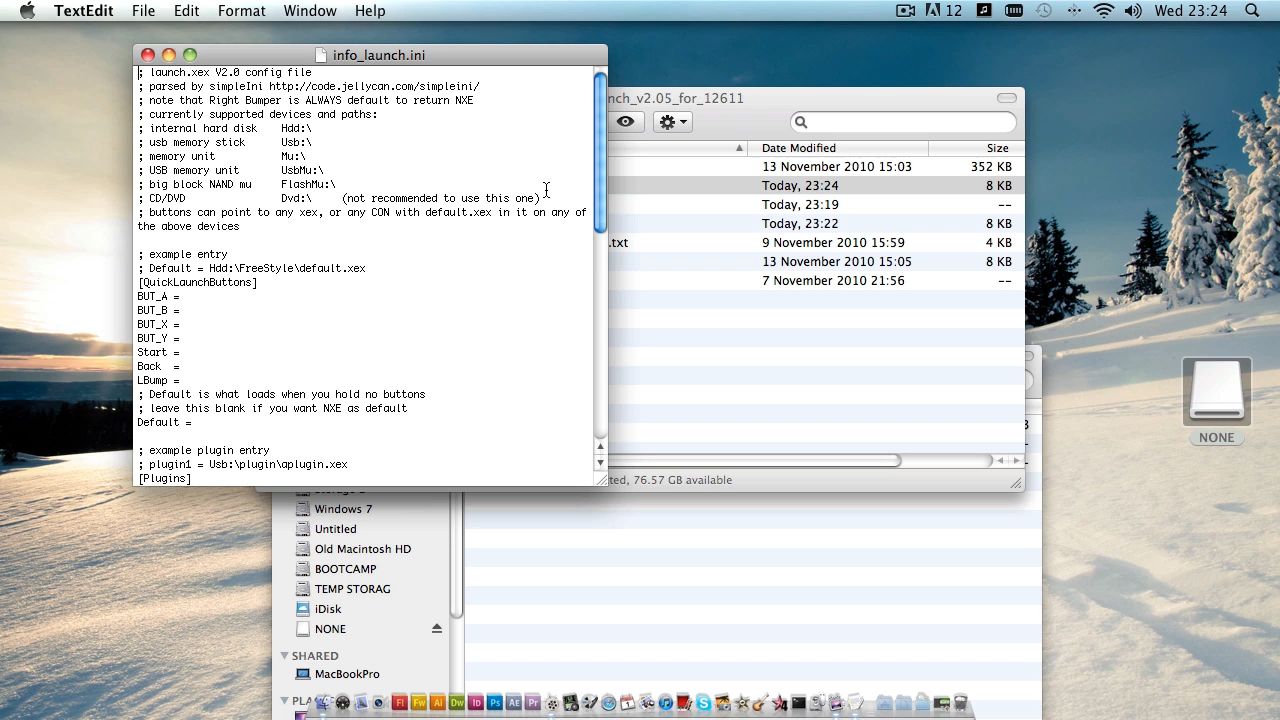 TextEdit File Edit Format Window Help 12 Wed 23:24
info_launch.ini
; launch.xex V2.0 config file
; parsed by simpleIni http://code.jellycan.com/simpleini/
; note that Right Bumper is ALWAYS default to return NXE
; currently supported devices and paths:
; internal hard disk Hdd:\
; usb memory stick Usb:\
; memory unit Mu:\
; USB memory unit UsbMu:\
; big block NAND mu FlashMu:\
; CD/DVD Dvd:\ (not recommended to use this one)
; buttons can point to any xex, or any CON with default.xex in it on any of
the above devices
; example entry
; Default = Hdd:\FreeStyle\default.xex
[QuickLaunchButtons]
BUT_A =
BUT_B =
BUT_X =
BUT_Y =
Start =
Back =
LBump =
; Default is what loads when you hold no buttons
; leave this blank if you want NXE as default
Default =
; example plugin entry
; plugin1 = Usb:\plugin\aplugin.xex
[Plugins]
nch_v2.05_for_12611
Date Modified Size
13 November 2010 15:03 352 KB
Today, 23:24 8 KB
Today, 23:19 --
Today, 23:22 8 KB
.txt 9 November 2010 15:59 4 KB
13 November 2010 15:05 8 KB
7 November 2010 21:56 --
ted, 76.57 GB available
Windows 7
Untitled
Old Macintosh HD
BOOTCAMP
TEMP STORAG
iDisk
NONE
SHARED
MacBookPro
PLA
Fl Fw Ai Dw Id Ps Ae Pr
NONE